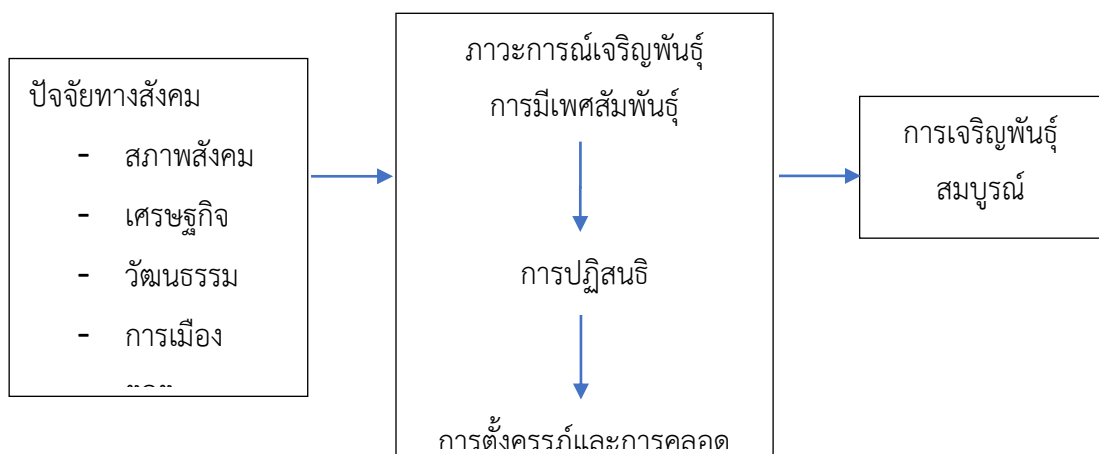 ปัจจัยทางสังคม
- สภาพสังคม
- เศรษฐกิจ
- วัฒนธรรม
- การเมือง
ภาวะการณ์เจริญพันธุ์
การมีเพศสัมพันธุ์
การปฏิสนธิ
การตั้งครรภ์และการคลอด
การเจริญพันธุ์
สมบูรณ์